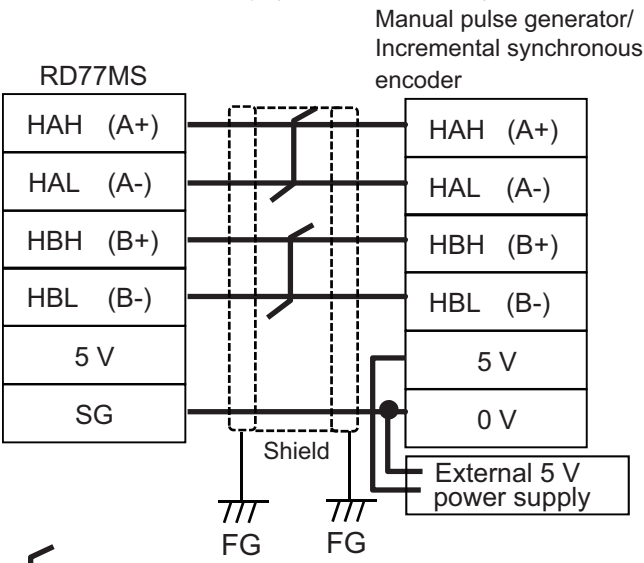 Manual pulse generator/
Incremental synchronous
encoder
RD77MS
HAH (A+)
HAL (A-)
HBH (B+)
HBL (B-)
5 V
SG
HAH (A+)
HAL (A-)
HBH (B+)
HBL (B-)
5 V
0 V
Shield
External 5 V
power supply
FG
FG